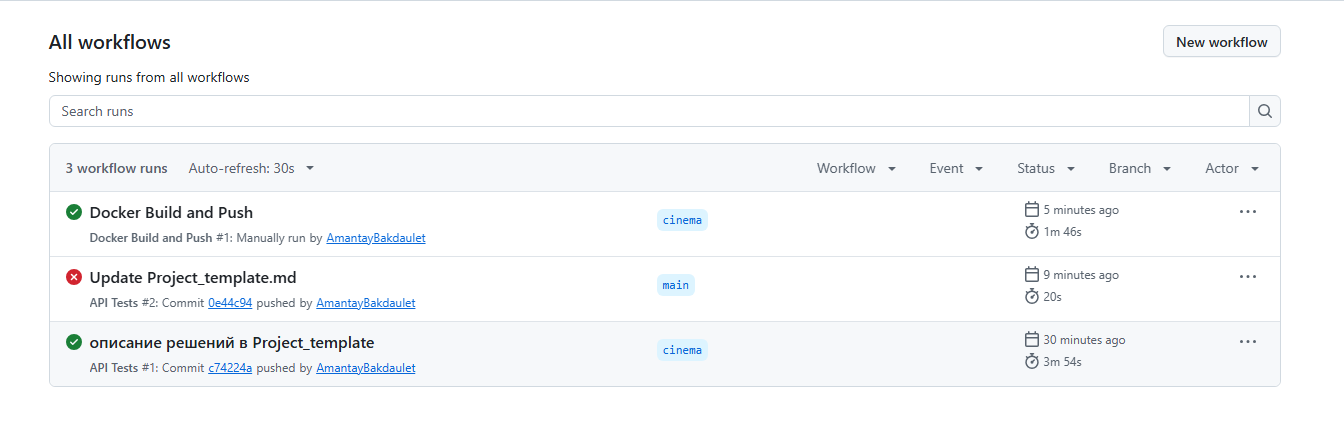 All workflows
New workflow
Showing runs from all workflows
Search runs
3 workflow runs Auto-refresh: 30s Workflow Event Status Branch Actor
Docker Build and Push cinema 5 minutes ago
Docker Build and Push #1: Manually run by AmantayBakdaulet 1m 46s
Update Project_template.md main 9 minutes ago
API Tests #2: Commit 0e44c94 pushed by AmantayBakdaulet 20s
описание решений в Project_template cinema 30 minutes ago
API Tests #1: Commit c74224a pushed by AmantayBakdaulet 3m 54s